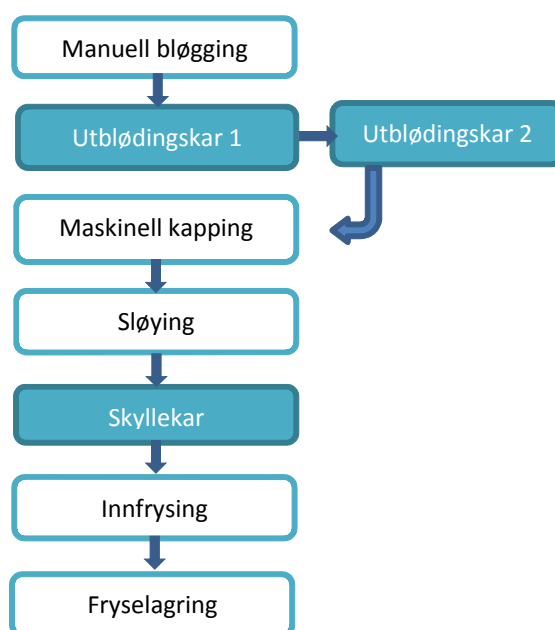 Manuell bløgging
Utblødingskar 1
Utblødingskar 2
Maskinell kapping
Sløying
Skyllekar
Innfrysing
Fryselagring